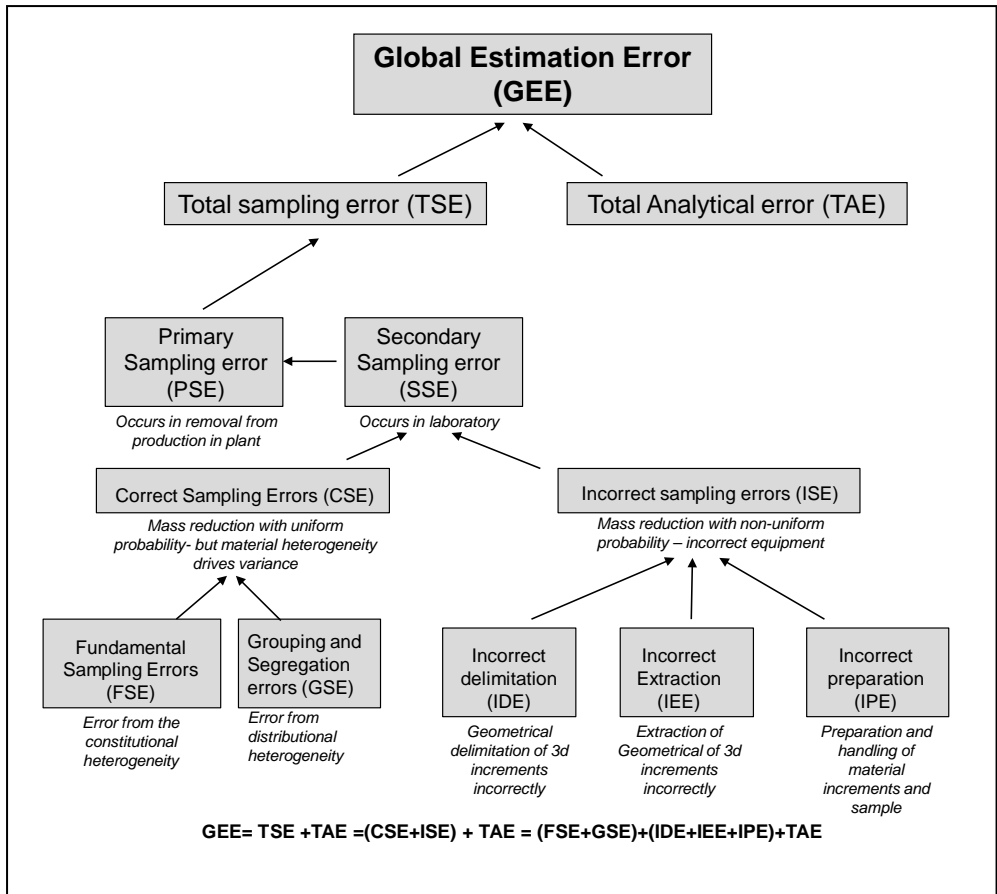 Global Estimation Error
(GEE)
Total sampling error (TSE)
Total Analytical error (TAE)
Primary
Sampling error
(PSE)
Occurs in removal from
production in plant
Secondary
Sampling error
(SSE)
Occurs in laboratory
Correct Sampling Errors (CSE)
Mass reduction with uniform
probability- but material heterogeneity
drives variance
Incorrect sampling errors (ISE)
Mass reduction with non-uniform
probability – incorrect equipment
Fundamental
Sampling Errors
(FSE)
Error from the
constitutional
heterogeneity
Grouping and
Segregation
errors (GSE)
Error from
distributional
heterogeneity
Incorrect
delimitation
(IDE)
Geometrical
delimitation of 3d
increments
incorrectly
Incorrect
Extraction
(IEE)
Extraction of
Geometrical of 3d
increments
incorrectly
Incorrect
preparation
(IPE)
Preparation and
handling of
material
increments and
sample
GEE= TSE +TAE =(CSE+ISE) + TAE = (FSE+GSE)+(IDE+IEE+IPE)+TAE